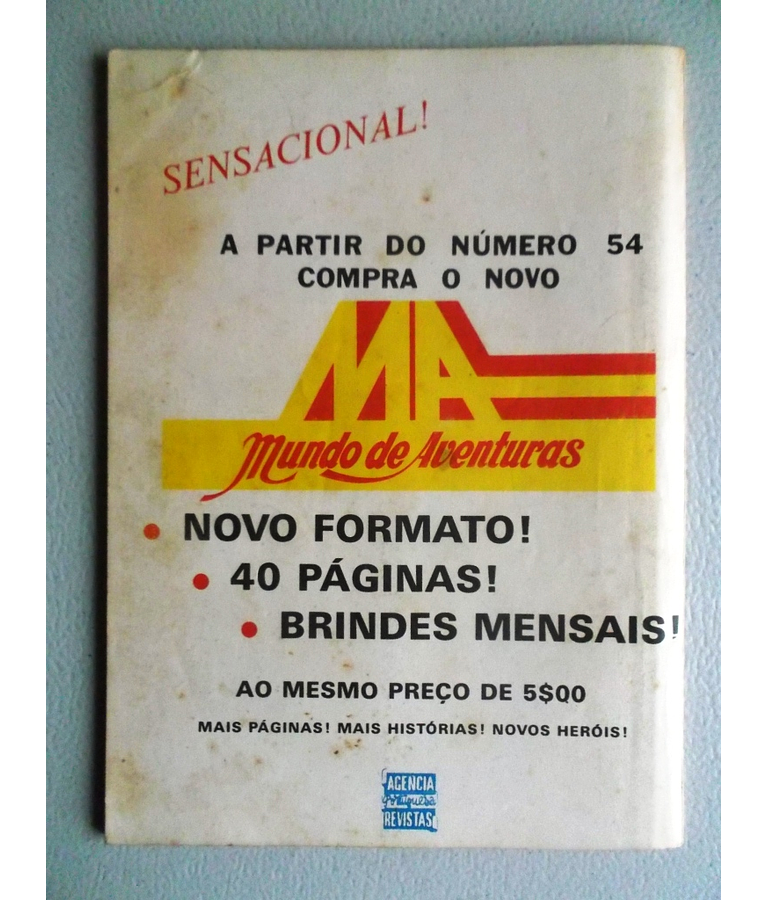 SENSACIONAL!
A PARTIR DO NÚMERO 54
COMPRA O NOVO
MA
Mundo de Aventuras
• NOVO FORMATO!
• 40 PÁGINAS!
• BRINDES MENSAIS!
AO MESMO PREÇO DE 5$00
MAIS PÁGINAS! MAIS HISTÓRIAS! NOVOS HERÓIS!
AGENCIA
portuguesa
REVISTAS